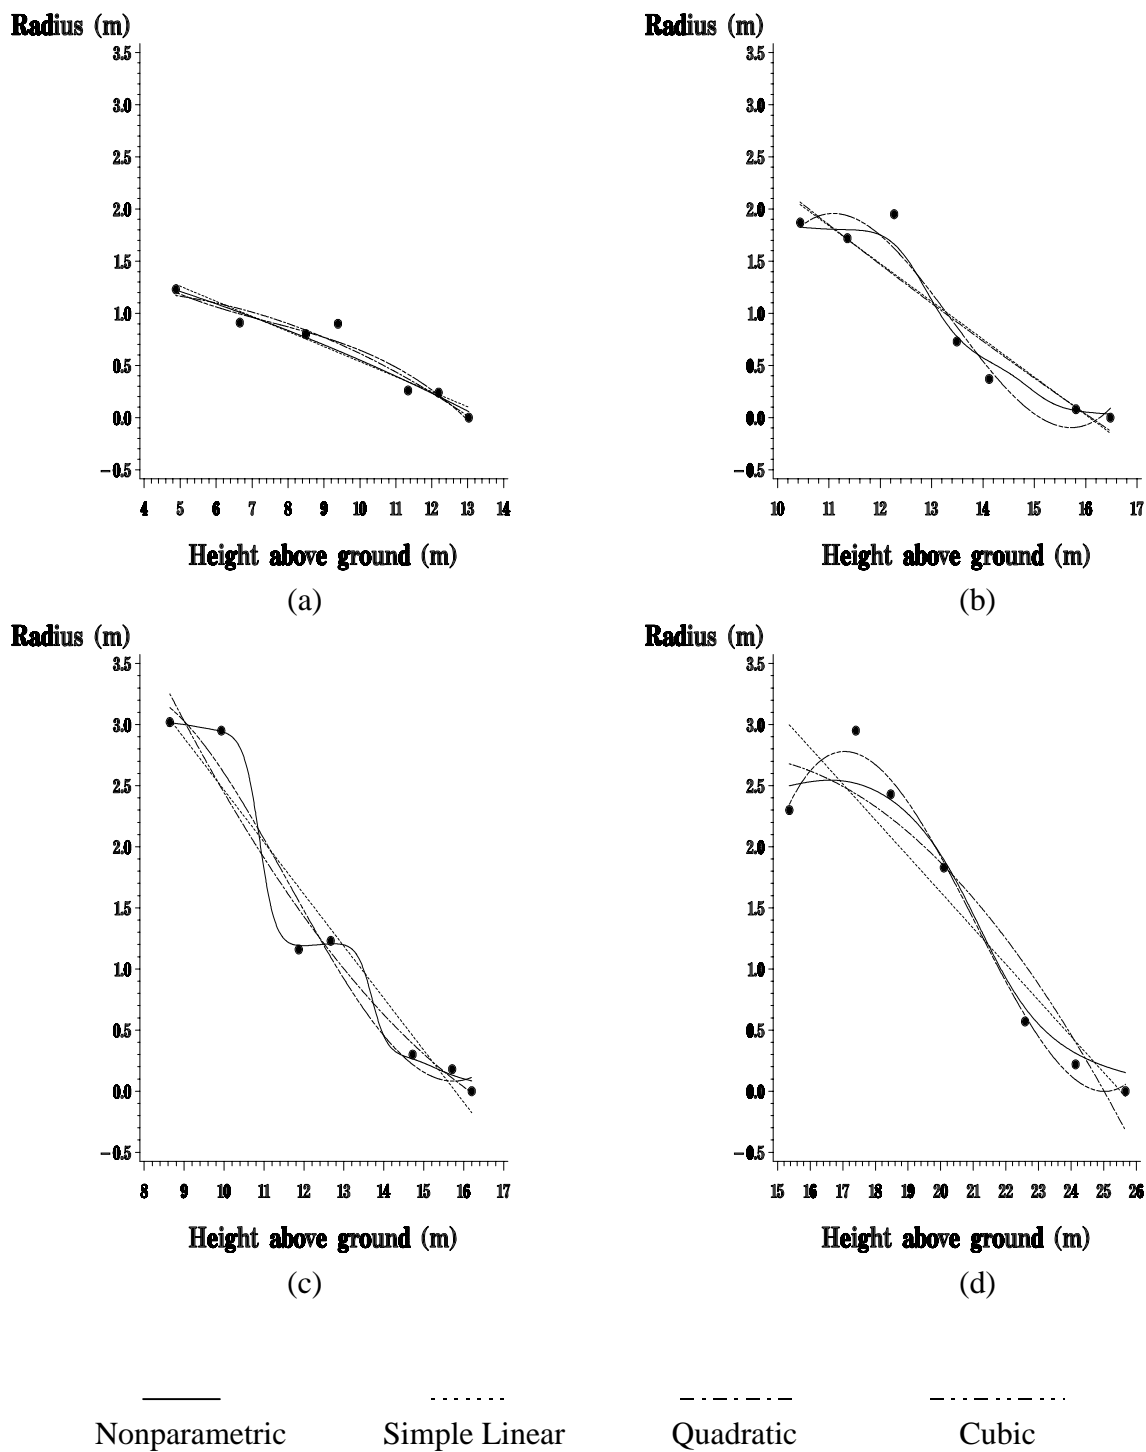 Radius (m)
3.5
3.0
2.5
2.0
1.5
1.0
0.5
0.0
−0.5
4 5 6 7 8 9 10 11 12 13 14
Height above ground (m)
(a)
Radius (m)
3.5
3.0
2.5
2.0
1.5
1.0
0.5
0.0
−0.5
10 11 12 13 14 15 16 17
Height above ground (m)
(b)
Radius (m)
3.5
3.0
2.5
2.0
1.5
1.0
0.5
0.0
−0.5
8 9 10 11 12 13 14 15 16 17
Height above ground (m)
(c)
Radius (m)
3.5
3.0
2.5
2.0
1.5
1.0
0.5
0.0
−0.5
15 16 17 18 19 20 21 22 23 24 25 26
Height above ground (m)
(d)
Nonparametric Simple Linear Quadratic Cubic